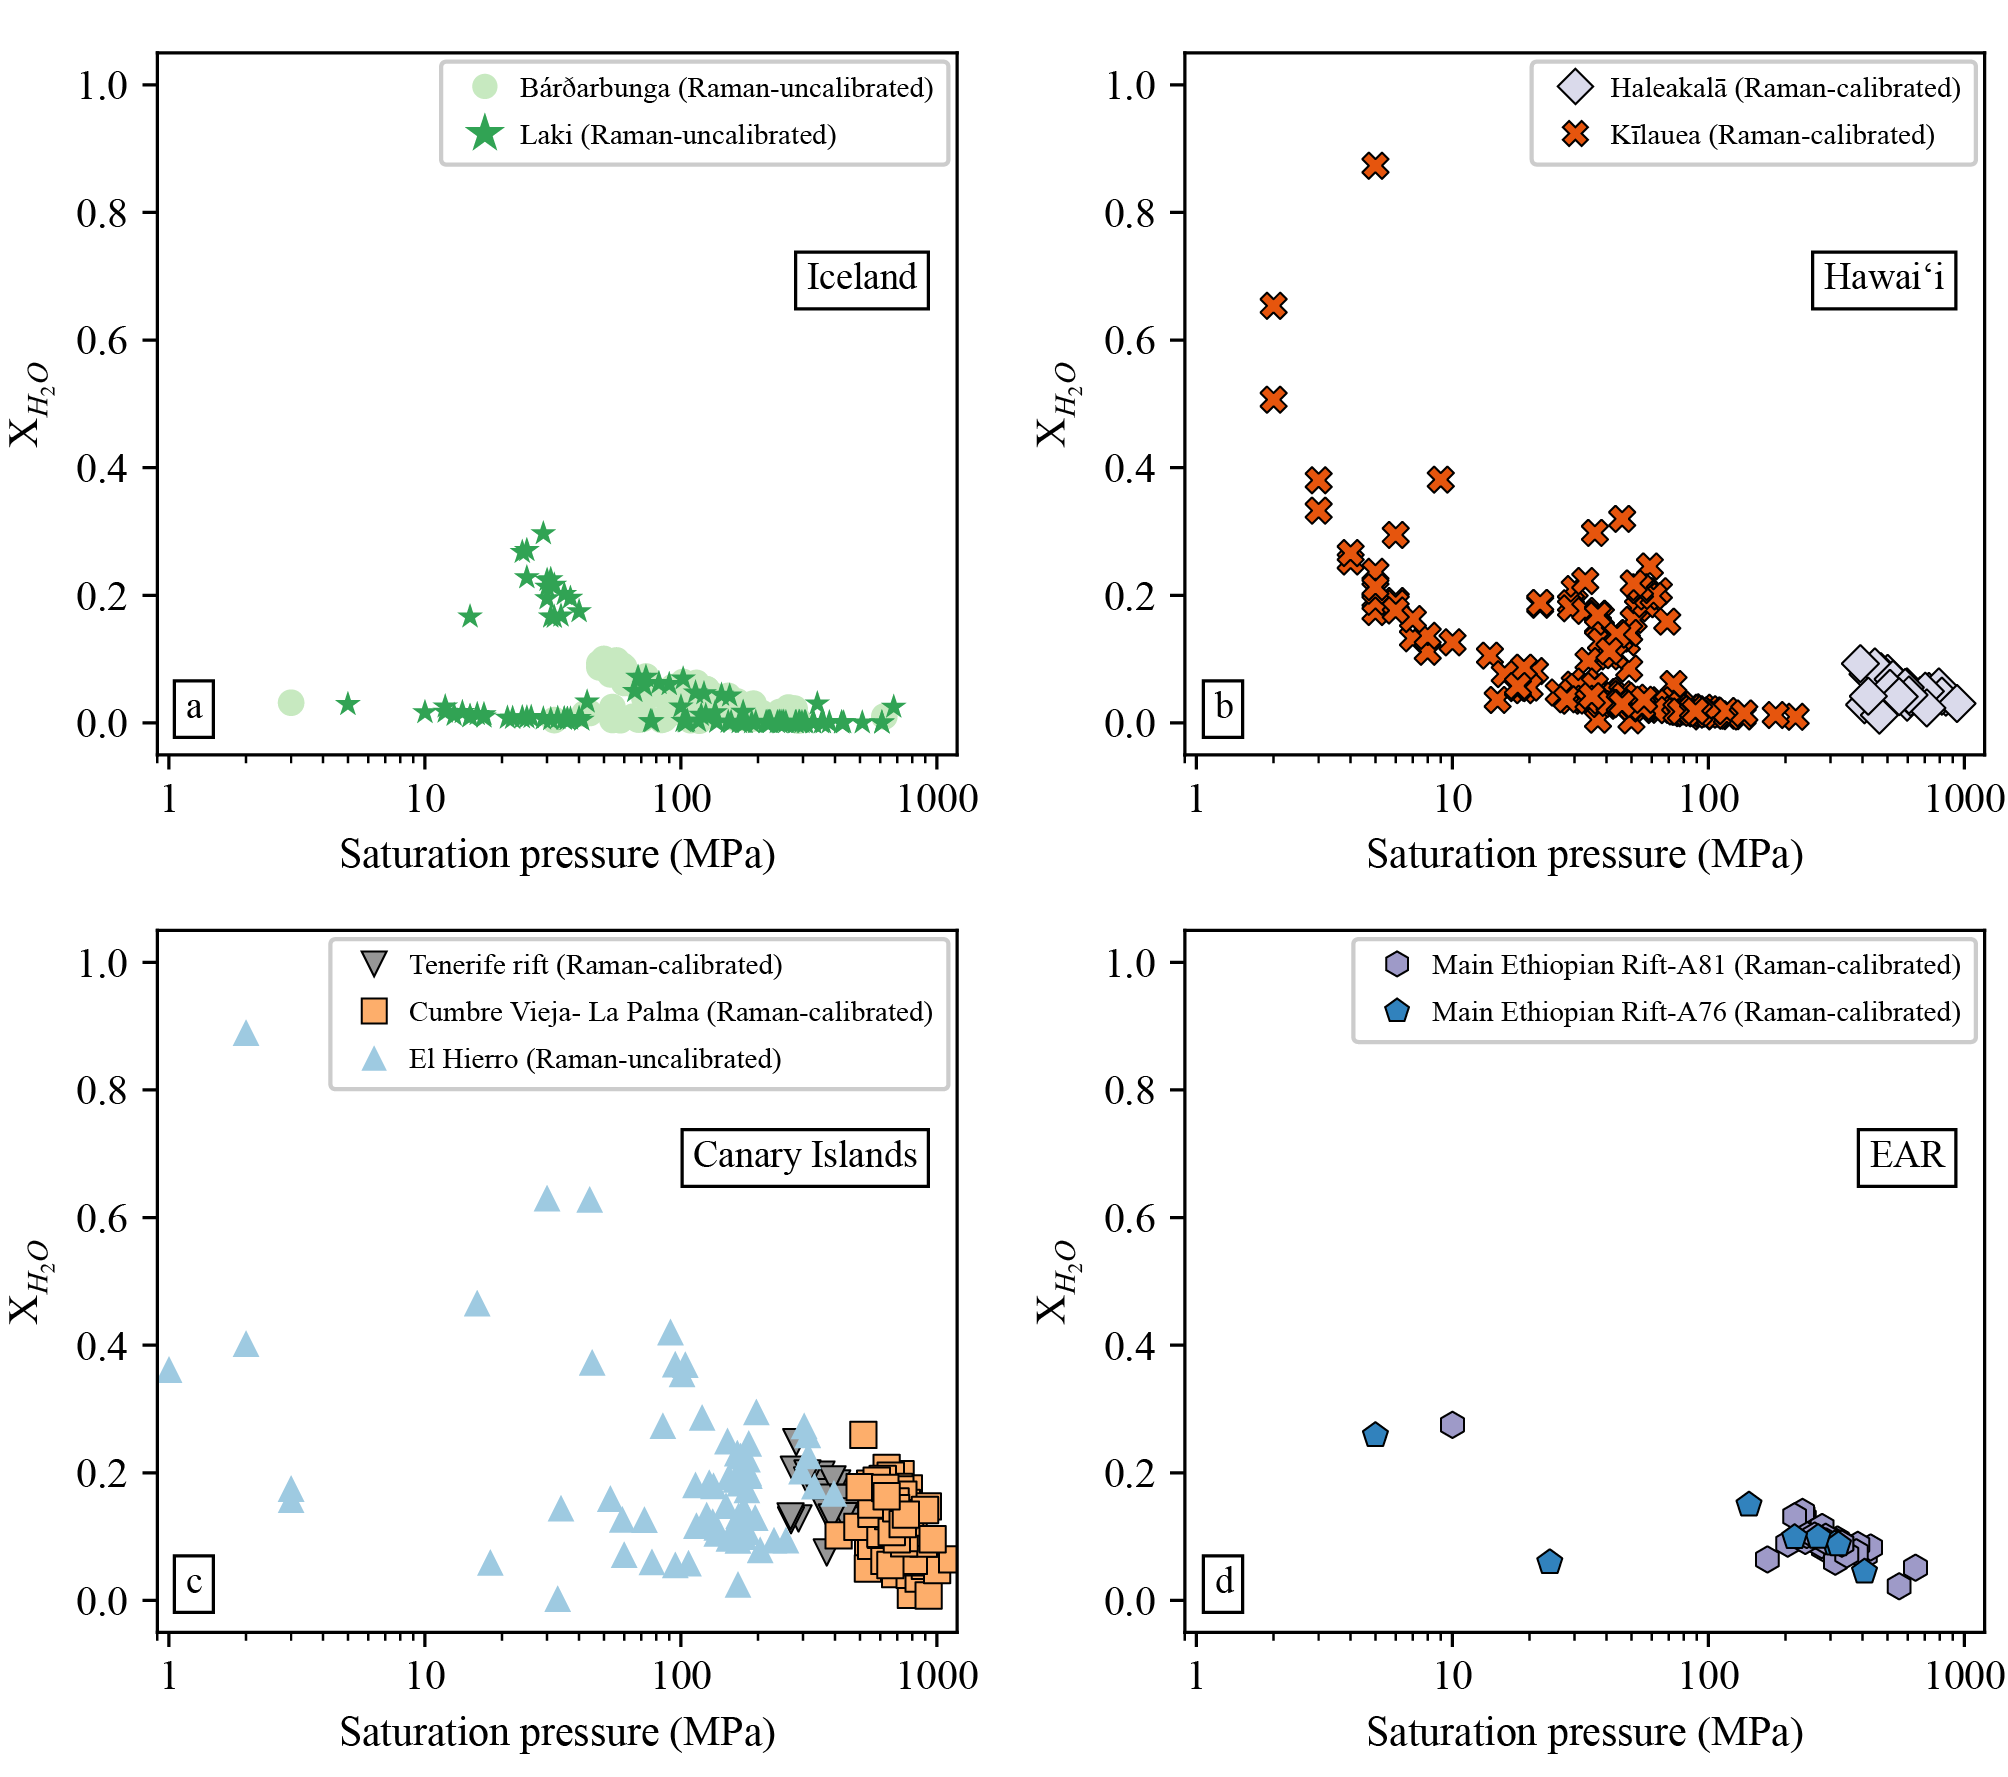 1.0
0.8
0.6
0.4
0.2
0.0
X_{H_2O}
Bárðarbunga (Raman-uncalibrated)
Laki (Raman-uncalibrated)
Iceland
a
1 10 100 1000
Saturation pressure (MPa)
1.0
0.8
0.6
0.4
0.2
0.0
X_{H_2O}
Haleakalā (Raman-calibrated)
Kīlauea (Raman-calibrated)
Hawaiʻi
b
1 10 100 1000
Saturation pressure (MPa)
1.0
0.8
0.6
0.4
0.2
0.0
X_{H_2O}
Tenerife rift (Raman-calibrated)
Cumbre Vieja- La Palma (Raman-calibrated)
El Hierro (Raman-uncalibrated)
Canary Islands
c
1 10 100 1000
Saturation pressure (MPa)
1.0
0.8
0.6
0.4
0.2
0.0
X_{H_2O}
Main Ethiopian Rift-A81 (Raman-calibrated)
Main Ethiopian Rift-A76 (Raman-calibrated)
EAR
d
1 10 100 1000
Saturation pressure (MPa)